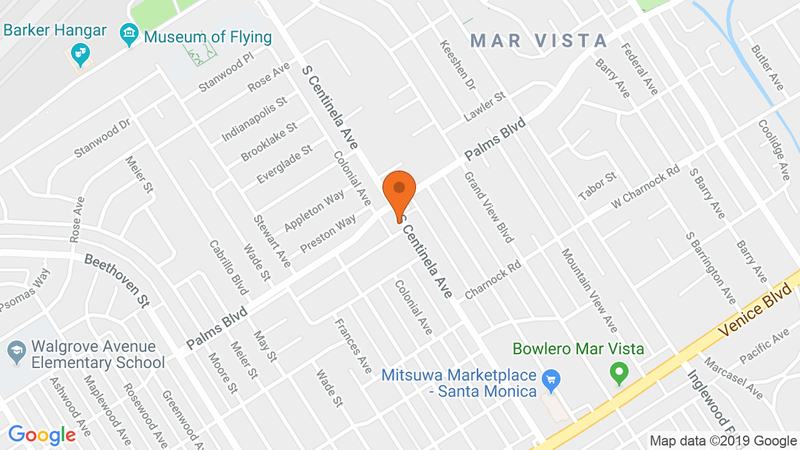 Barker Hangar
Museum of Flying
MAR VISTA
Stanwood Pl
Rose Ave
S Centinela Ave
Keeshen Dr
Barry Ave
Federal Ave
Butler Ave
Lawler St
Indianapolis St
Stanwood Dr
Brooklake St
Palms Blvd
Coolidge Ave
Everglade St
Colonial Ave
Meier St
Tabor St
W Charnock Rd
Grand View Blvd
S Barry Ave
Appleton Way
Rose Ave
Stewart Ave
Preston Way
S Centinela Ave
Barry Ave
Cabrillo Blvd
Wade St
Beethoven St
Charnock Rd
Mountain View Ave
S Barrington Ave
Psomas Way
Venice Blvd
Palms Blvd
Colonial Ave
Walgrove Avenue
Elementary School
May St
Frances Ave
Bowlero Mar Vista
Pacific Ave
Meier St
Moore St
Wade St
Mitsuwa Marketplace
- Santa Monica
Marcasel Ave
Ashwood Ave
Maplewood Ave
Rosewood Ave
Greenwood Ave
Inglewood
Google
Map data ©2019 Google